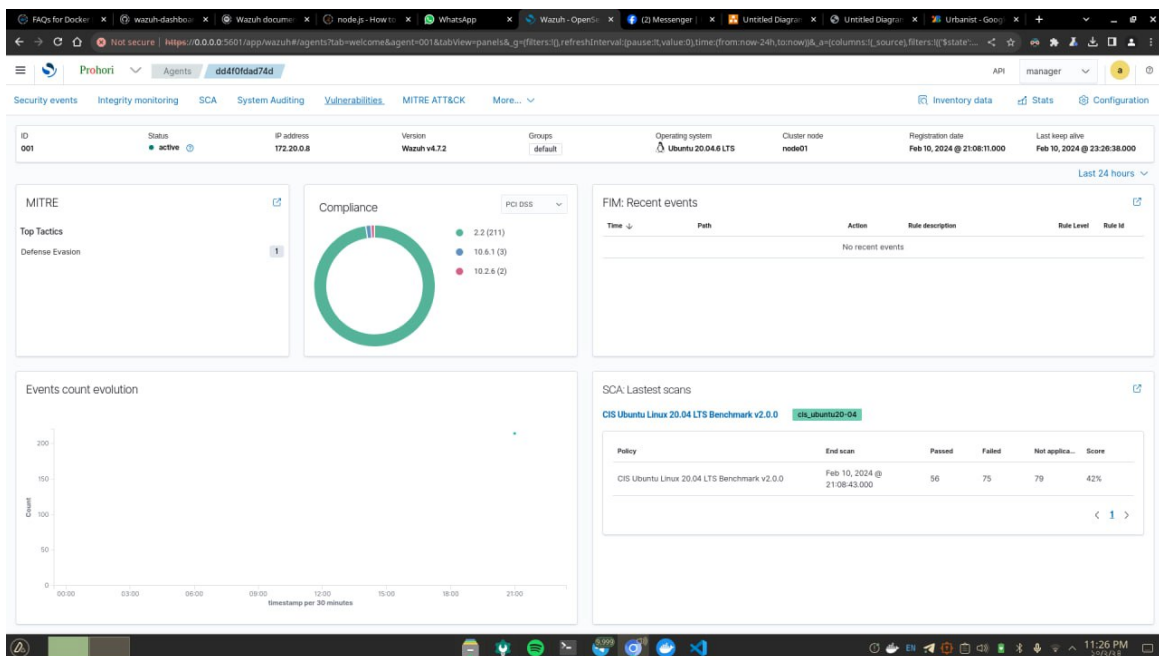 FAQs for Docker
wazuh-dashboar
Wazuh documen
node.js - How to
WhatsApp
Wazuh - OpenSe
(2) Messenger |
Untitled Diagram
Untitled Diagram
Urbanist - Goog
Not secure | https://0.0.0.0:5601/app/wazuh#/agents?tab=welcome&agent=001&tabView=panels&_g=(filters:!(),refreshInterval:(pause:!t,value:0),time:(from:now-24h,to:now))&_a=(columns:!(_source),filters:!(('$state':...
Prohori Agents dd4f0fdad74d API manager a
Security events Integrity monitoring SCA System Auditing Vulnerabilities MITRE ATT&CK More... Inventory data Stats Configuration
ID Status IP address Version Groups Operating system Cluster node Registration date Last keep alive
001 active 172.20.0.8 Wazuh v4.7.2 default Ubuntu 20.04.6 LTS node01 Feb 10, 2024 @ 21:08:11.000 Feb 10, 2024 @ 23:26:38.000
Last 24 hours
MITRE
Top Tactics
Defense Evasion 1
Compliance PCI DSS
2.2 (211)
10.6.1 (3)
10.2.6 (2)
FIM: Recent events
Time Path Action Rule description Rule Level Rule Id
No recent events
Events count evolution
200
150
100
50
0
Count
00:00 03:00 06:00 09:00 12:00 15:00 18:00 21:00
timestamp per 30 minutes
SCA: Lastest scans
CIS Ubuntu Linux 20.04 LTS Benchmark v2.0.0 cis_ubuntu20-04
Policy End scan Passed Failed Not applica... Score
CIS Ubuntu Linux 20.04 LTS Benchmark v2.0.0 Feb 10, 2024 @ 21:08:43.000 56 75 79 42%
1
EN 11:26 PM